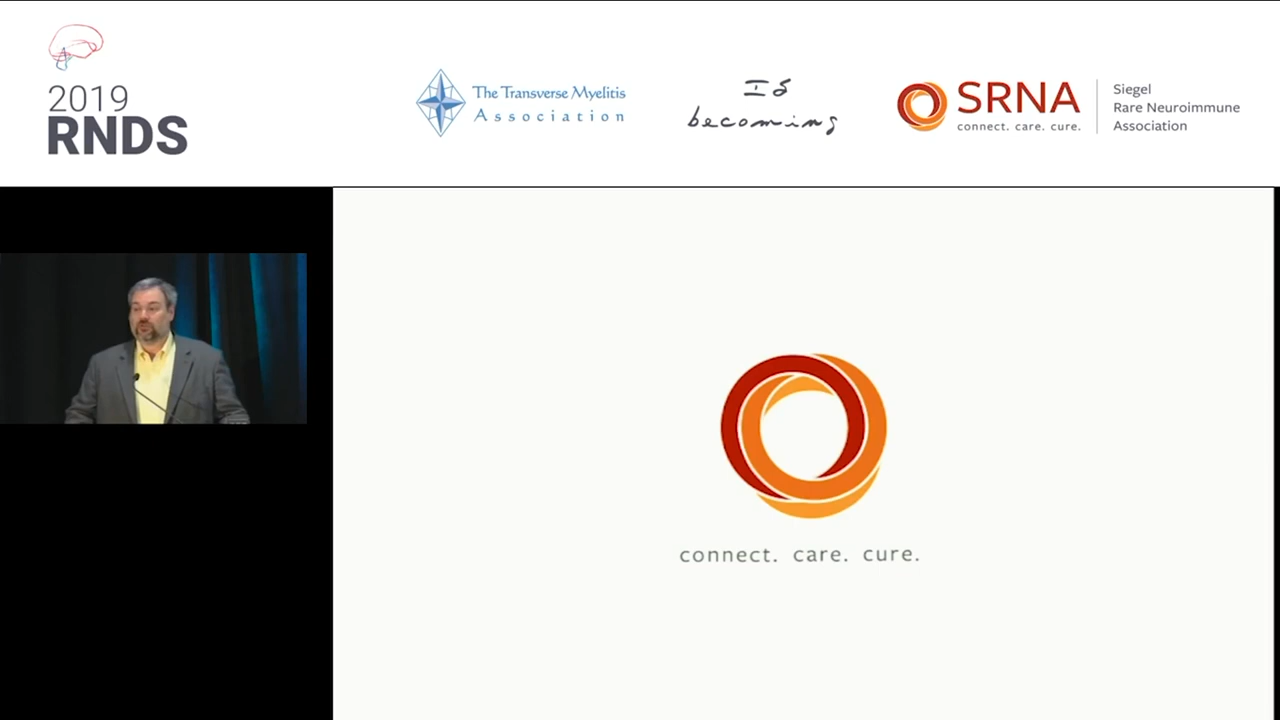 2019
RNDS
The Transverse Myelitis
Association
Is
becoming
SRNA
connect. care. cure.
Siegel
Rare Neuroimmune
Association
connect. care. cure.